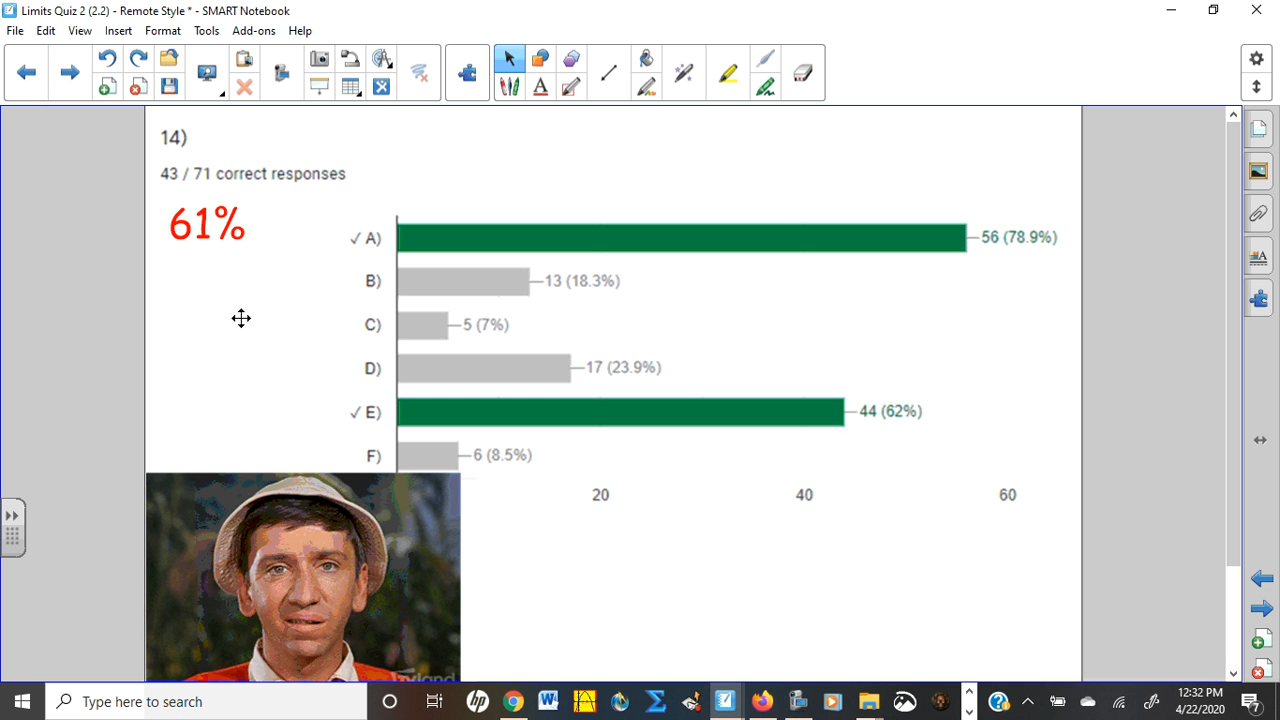 Limits Quiz 2 (2.2) - Remote Style * - SMART Notebook
File Edit View Insert Format Tools Add-ons Help
14)
43 / 71 correct responses
61%
✓ A) 56 (78.9%)
B) 13 (18.3%)
C) 5 (7%)
D) 17 (23.9%)
✓ E) 44 (62%)
F) 6 (8.5%)
20 40 60
Type here to search
12:32 PM
4/22/2020